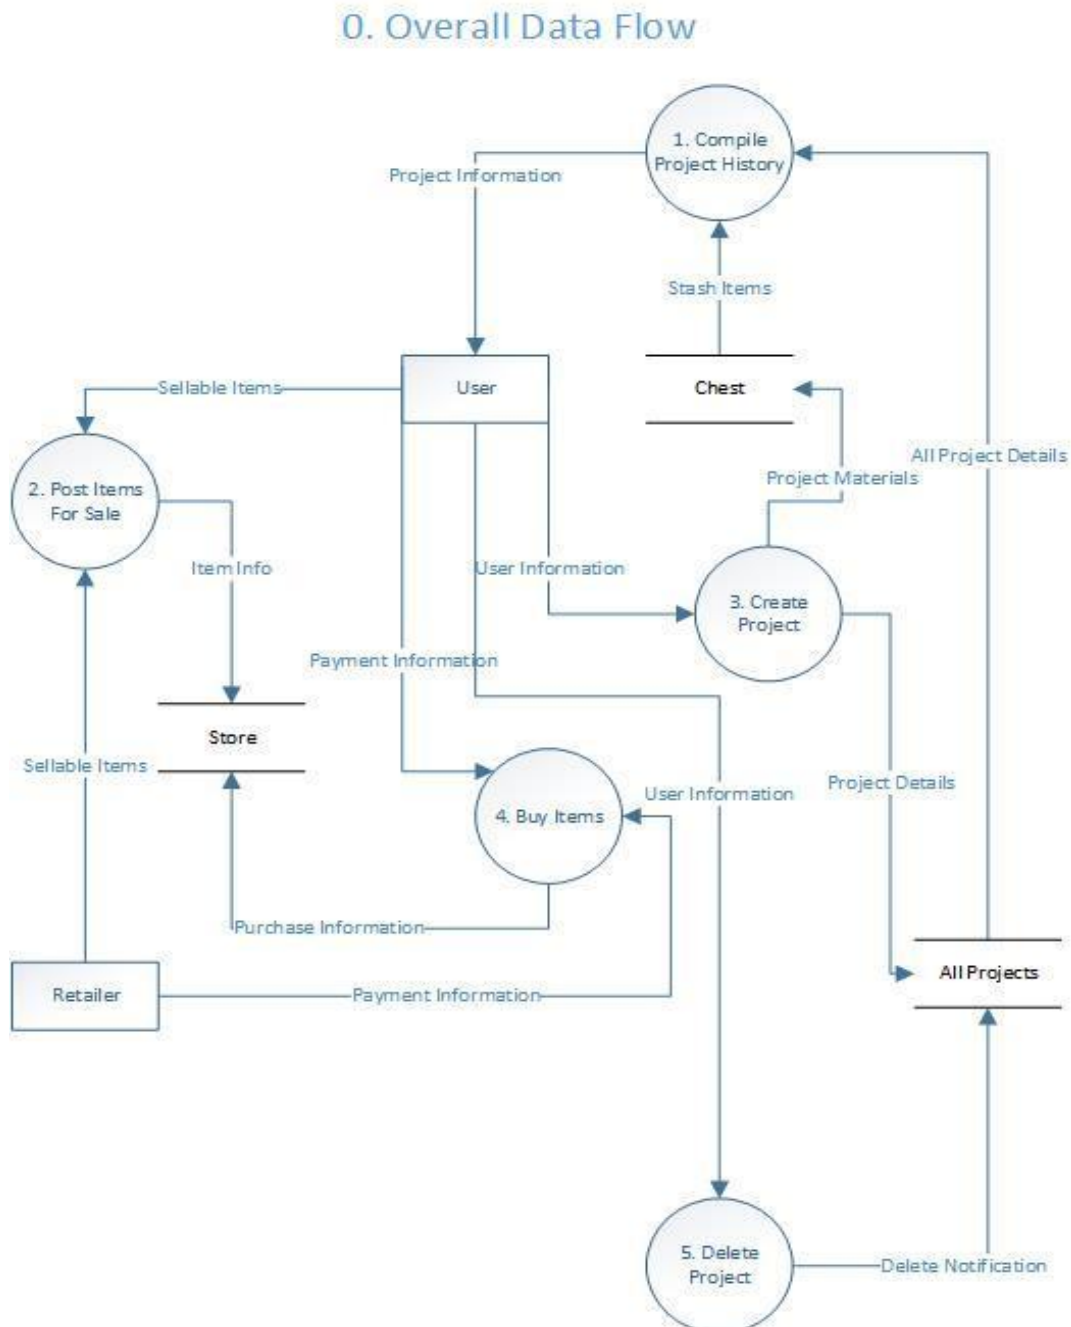 0. Overall Data Flow
1. Compile
Project History
Project Information
Stash Items
Sellable Items
User
Chest
All Project Details
Project Materials
2. Post Items
For Sale
Item Info
User Information
3. Create
Project
Payment Information
Store
Sellable Items
Project Details
User Information
4. Buy Items
Purchase Information
All Projects
Retailer
Payment Information
5. Delete
Project
Delete Notification